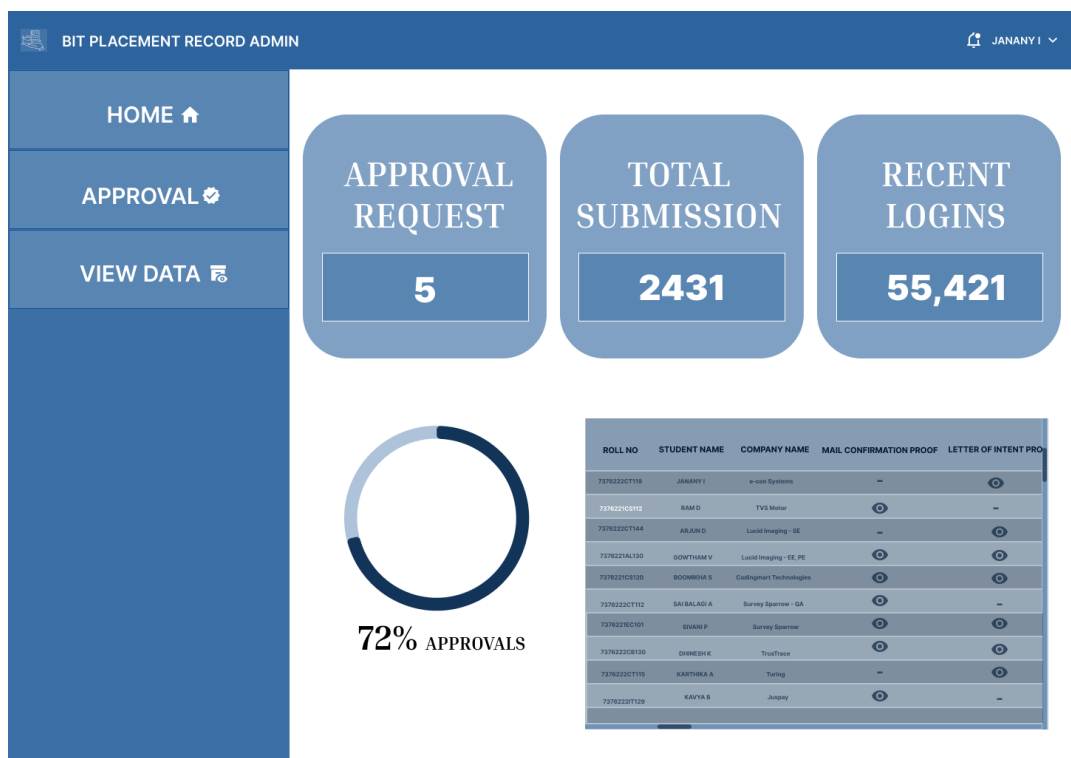 BIT PLACEMENT RECORD ADMIN
JANANY I
HOME
APPROVAL
VIEW DATA
APPROVAL
REQUEST
5
TOTAL
SUBMISSION
2431
RECENT
LOGINS
55,421
72% APPROVALS
ROLL NO STUDENT NAME COMPANY NAME MAIL CONFIRMATION PROOF LETTER OF INTENT PRO
7376222CT119 JANANY I e-con Systems -
7376221CS112 RAM D TVS Motor -
7376222CT144 ARJUN D Lucid Imaging - SE -
7376221AL130 GOWTHAM V Lucid Imaging - EE, PE
7376221CS120 BOOMIKHA S Codingmart Technologies
7376222CT112 SAI BALAGI A Survey Sparrow - QA -
7376221EC101 SIVANI P Survey Sparrow
7376222CB130 DHINESH K TrusTrace
7376222CT115 KARTHIKA A Turing -
7376222IT129 KAVYA B Juspay -